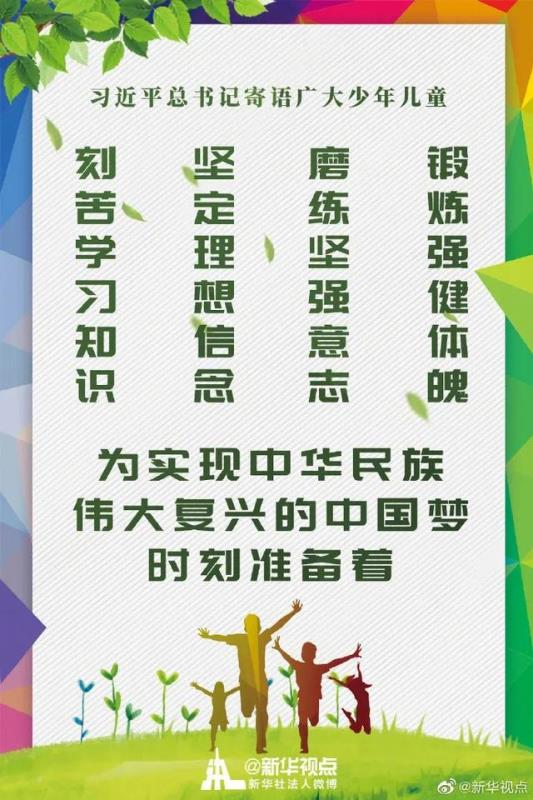 习近平总书记寄语广大少年儿童
刻苦学习知识
坚定理想信念
磨练坚强意志
锻炼强健体魄
为实现中华民族
伟大复兴的中国梦
时刻准备着
@新华视点
新华社法人微博
@新华视点